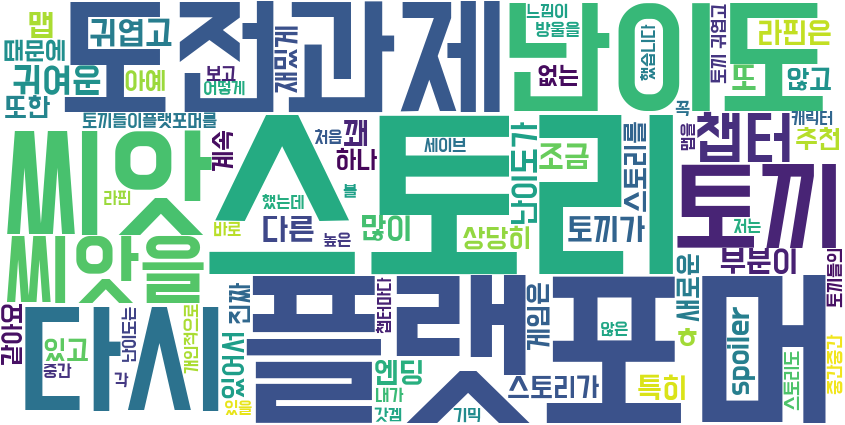 도전과제
난이도
스토리
플랫포머
씨앗
씨앗을
다시
토끼
챕터
맵
때문에
귀엽고
귀여운
아예
또한
보고
어떻게
재밌게
토끼들이플랫포머를
느낌이
방울을
없는
했습니다
토끼 귀엽고
또
라핀은
않고
꼭
캐릭터
맵을
추천
계속
처음
꽤
하나
세이브
난이도가
조금
스토리를
라핀
했는데
볼
바로
다른
높은
많이
상당히
토끼가
저는
부분이
새로운
토끼들의
같아요
있고
중간
난이도는
각
개인적으로
있어서
있을
진짜
챕터마다
엔딩
내가
갓겜
기믹
게임은
않은
스토리가
ㅎ
특히
spoiler
스토리도
중간중간